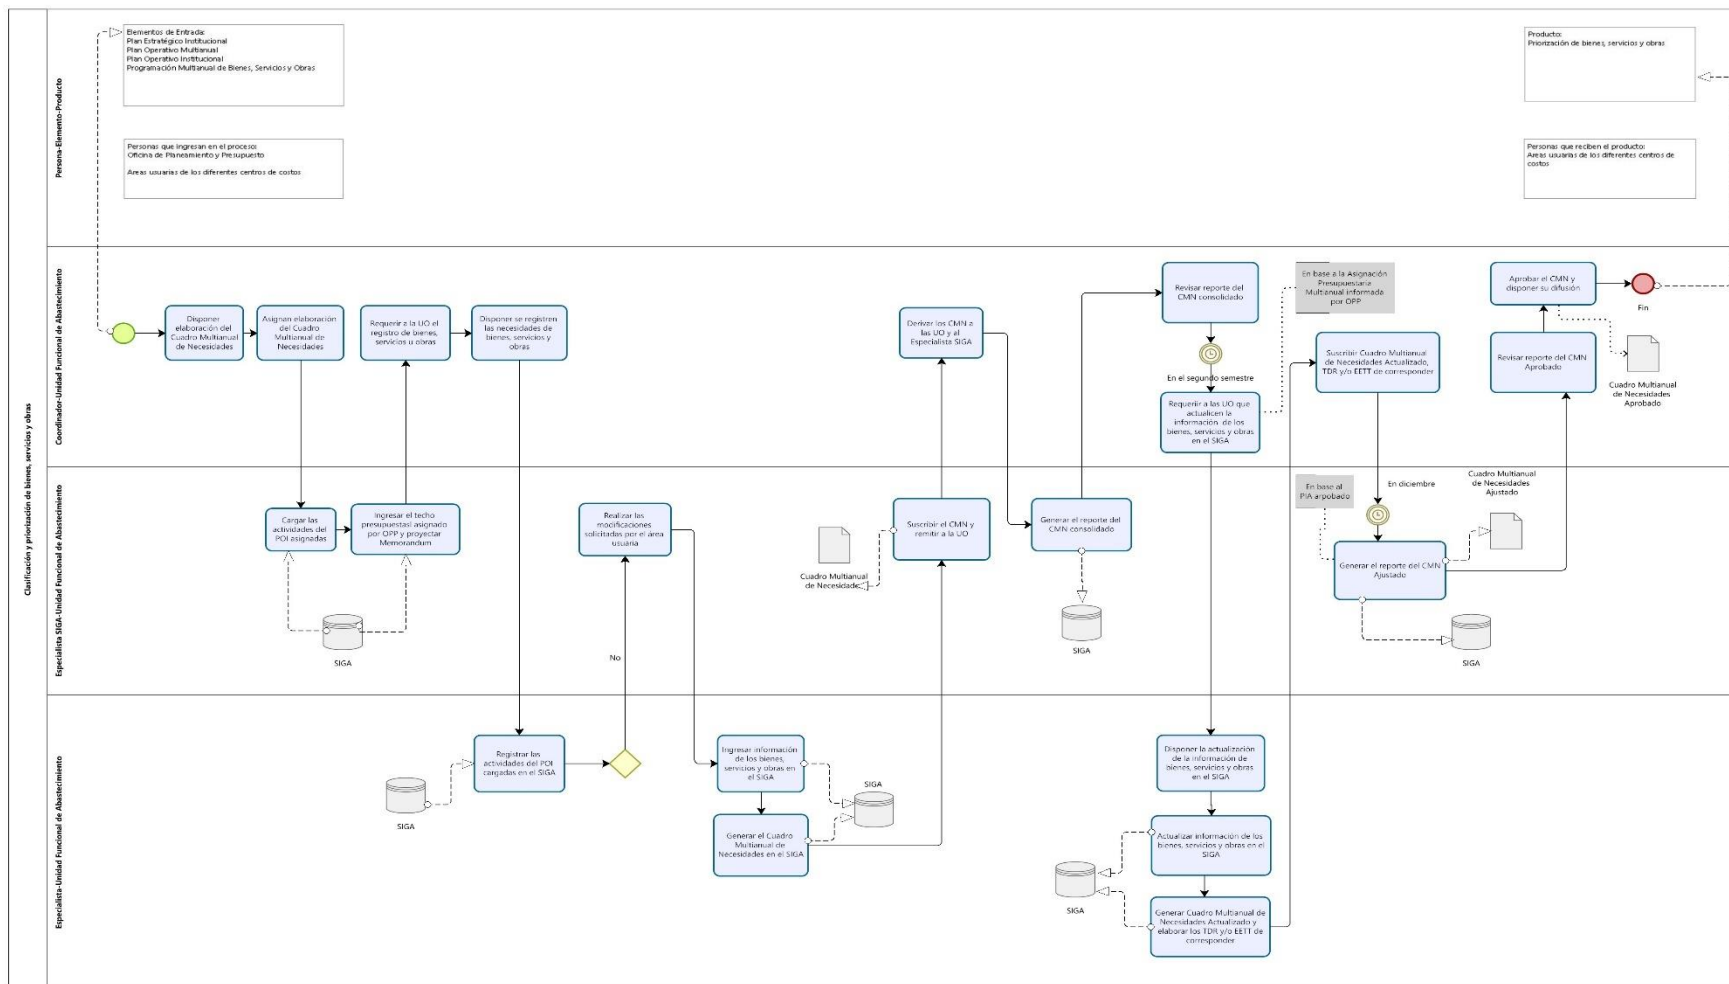 Clasificación y priorización de bienes, servicios y obras
Persona-Elemento-Producto
Elementos de Entrada:
Plan Estratégico Institucional
Plan Operativo Multianual
Plan Operativo Institucional
Programación Multianual de Bienes, Servicios y Obras
Personas que ingresan en el proceso:
Oficina de Planeamiento y Presupuesto
Areas usuarias de los diferentes centros de costos
Producto:
Priorización de bienes, servicios y obras
Personas que reciben el producto:
Areas usuarias de los diferentes centros de
costos
Coordinador-Unidad Funcional de Abastecimiento
Disponer
elaboración del
Cuadro Multianual
de Necesidades
Asignan elaboración
del Cuadro
Multianual de
Necesidades
Requerir a la UO el
registro de bienes,
servicios u obras
Disponer se registren
las necesidades de
bienes, servicios y
obras
Derivar los CMN a
las UO y al
Especialista SIGA
Revisar reporte del
CMN consolidado
En el segundo semestre
Requeriir a las UO que
actualicen la
información de los
bienes, servicios y obras
en el SIGA
En base a la Asignación
Presupuestaria
Multianual informada
por OPP
Suscribir Cuadro Multianual
de Necesidades Actualizado,
TDR y/o EETT de corresponder
Aprobar el CMN y
disponer su difusión
Fin
Revisar reporte del CMN
Aprobado
Cuadro Multianual
de Necesidades
Aprobado
Especialista SIGA-Unidad Funcional de Abastecimiento
Cargar las
actividades del
POI asignadas
Ingresar el techo
presupuestasl asignado
por OPP y proyectar
Memorandum
SIGA
Realizar las
modificaciones
solicitadas por el área
usuaria
No
Cuadro Multianual
de Necesidades
Suscribir el CMN y
remitir a la UO
Generar el reporte del
CMN consolidado
SIGA
En base al
PIA arpobado
En diciembre
Generar el reporte del CMN
Ajustado
Cuadro Multianual
de Necesidades
Ajustado
SIGA
Especialista-Unidad Funcional de Abastecimiento
SIGA
Registrar las
actividades del POI
cargadas en el SIGA
Ingresar información
de los bienes,
servicios y obras en
el SIGA
SIGA
Generar el Cuadro
Multianual de
Necesidades en el SIGA
Disponer la actualización
de la información de
bienes, servicios y obras
en el SIGA
Actualizar información de los
bienes, servicios y obras en el
SIGA
SIGA
Generar Cuadro Multianual de
Necesidades Actualizado y
elaborar los TDR y/o EETT de
corresponder